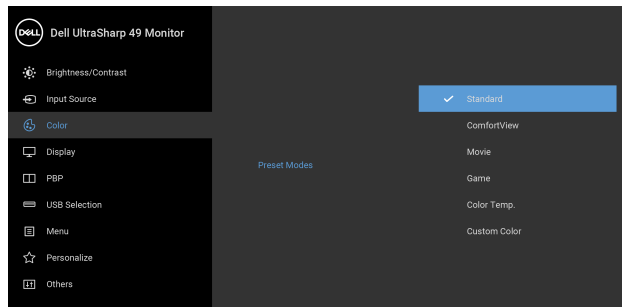 DELL
Dell UltraSharp 49 Monitor
Brightness/Contrast
Input Source
Color
Display
PBP
USB Selection
Menu
Personalize
Others
Preset Modes
Standard
ComfortView
Movie
Game
Color Temp.
Custom Color